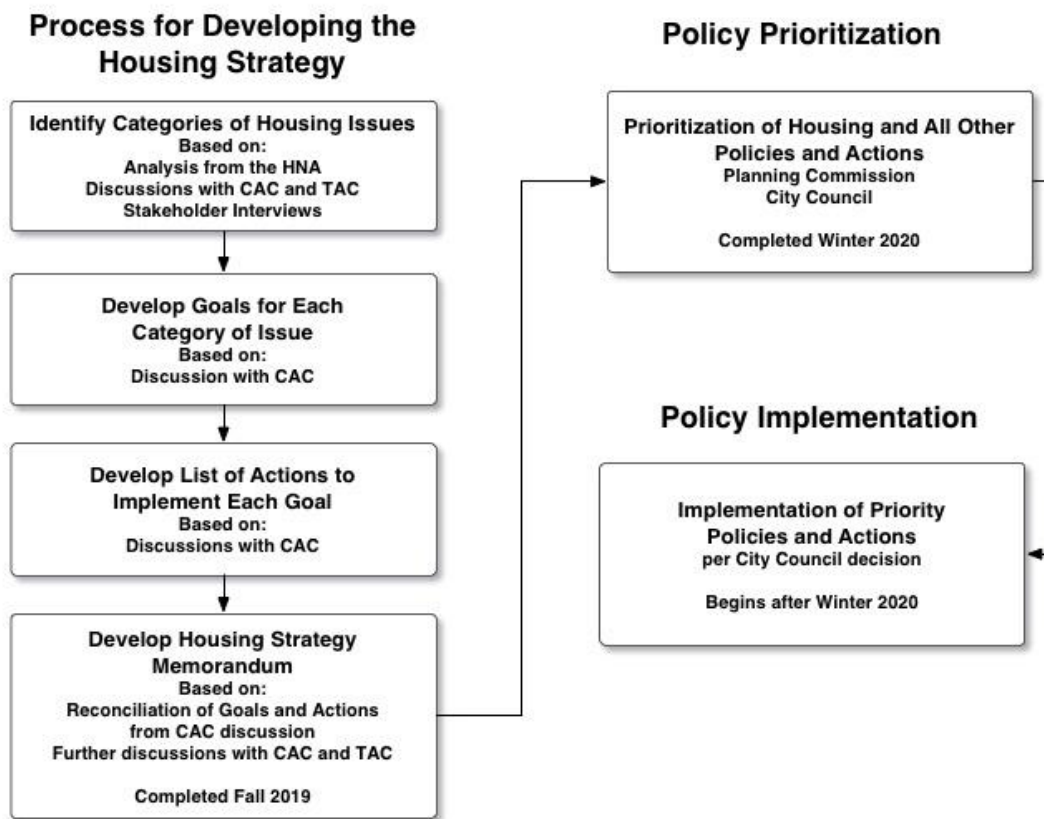 Process for Developing the
Housing Strategy
Identify Categories of Housing Issues
Based on:
Analysis from the HNA
Discussions with CAC and TAC
Stakeholder Interviews
Develop Goals for Each
Category of Issue
Based on:
Discussion with CAC
Develop List of Actions to
Implement Each Goal
Based on:
Discussions with CAC
Develop Housing Strategy
Memorandum
Based on:
Reconciliation of Goals and Actions
from CAC discussion
Further discussions with CAC and TAC
Completed Fall 2019
Policy Prioritization
Prioritization of Housing and All Other
Policies and Actions
Planning Commission
City Council
Completed Winter 2020
Policy Implementation
Implementation of Priority
Policies and Actions
per City Council decision
Begins after Winter 2020